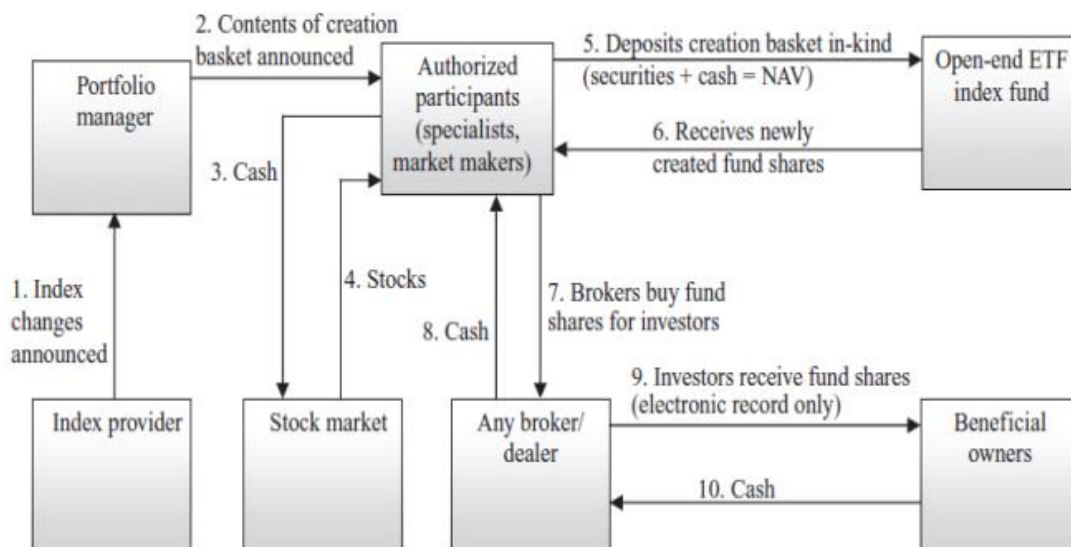 2. Contents of creation
basket announced
Portfolio
manager
Authorized
participants
(specialists,
market makers)
5. Deposits creation basket in-kind
(securities + cash = NAV)
Open-end ETF
index fund
6. Receives newly
created fund shares
3. Cash
4. Stocks
1. Index
changes
announced
8. Cash
7. Brokers buy fund
shares for investors
9. Investors receive fund shares
(electronic record only)
Index provider
Stock market
Any broker/
dealer
Beneficial
owners
10. Cash